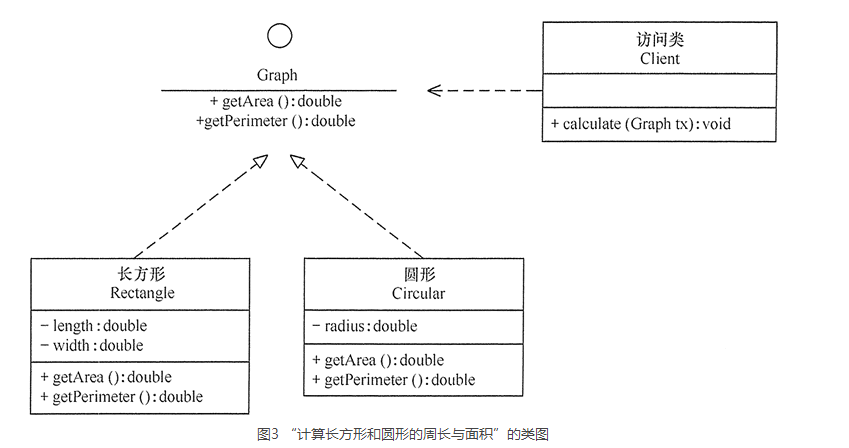 Graph
+ getArea ():double
+getPerimeter ():double
访问类
Client
+ calculate (Graph tx):void
长方形
Rectangle
− length:double
− width:double
+ getArea ():double
+ getPerimeter ():double
圆形
Circular
− radius:double
+ getArea ():double
+ getPerimeter ():double
图3 “计算长方形和圆形的周长与面积”的类图